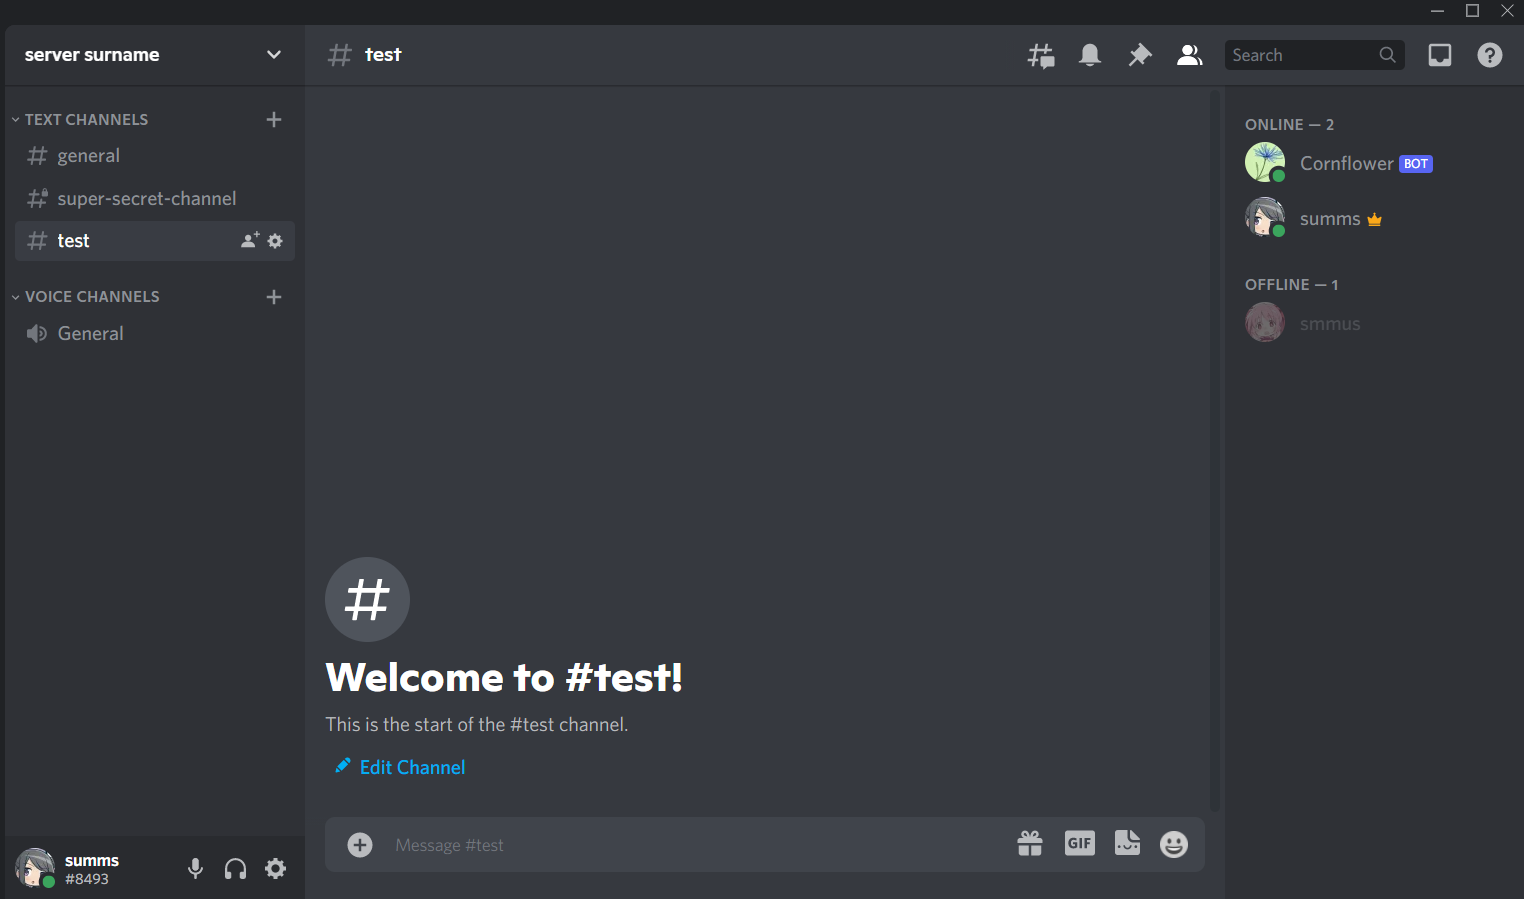 server surname
TEXT CHANNELS
general
super-secret-channel
test
VOICE CHANNELS
General
summs
#8493
test
Search
Welcome to #test!
This is the start of the #test channel.
Edit Channel
Message #test
GIF
ONLINE — 2
Cornflower BOT
summs
OFFLINE — 1
smmus